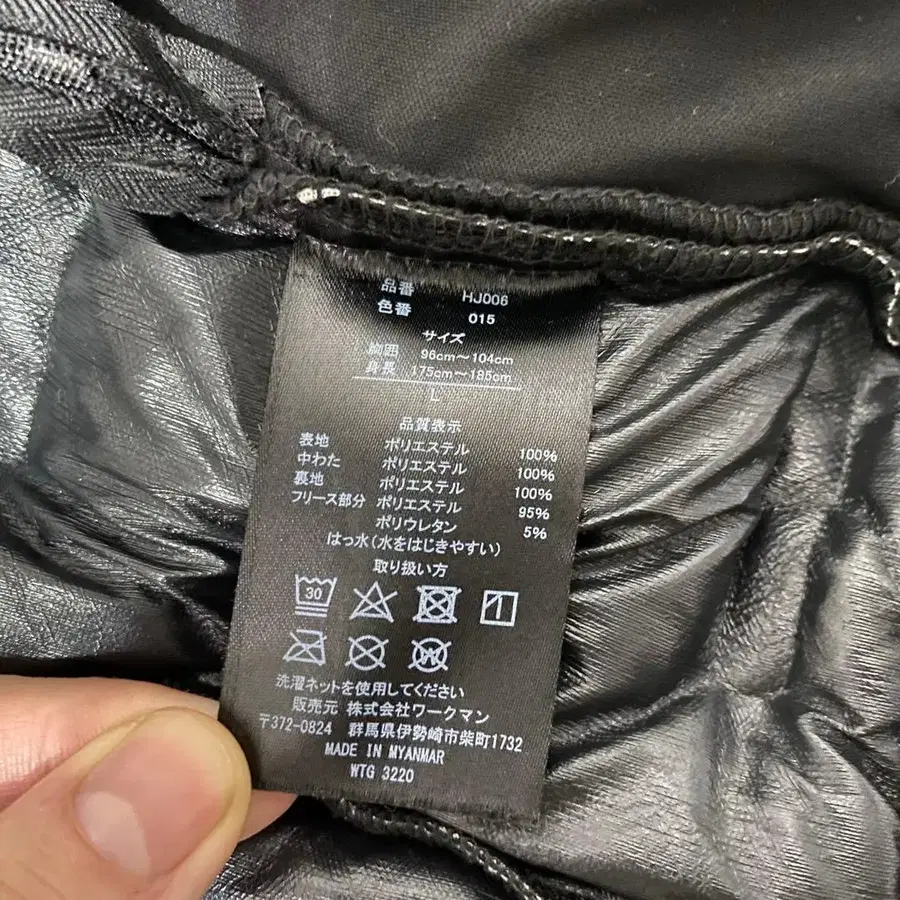 品番 HJ006
色番 015
サイズ
胸囲 96cm～104cm
身長 175cm～185cm
L
品質表示
表地 ポリエステル 100%
中わた ポリエステル 100%
裏地 ポリエステル 100%
フリース部分 ポリエステル 95%
ポリウレタン 5%
はっ水(水をはじきやすい)
取り扱い方
30
W
洗濯ネットを使用してください
販売元 株式会社ワークマン
〒372-0824 群馬県伊勢崎市柴町1732
MADE IN MYANMAR
WTG 3220